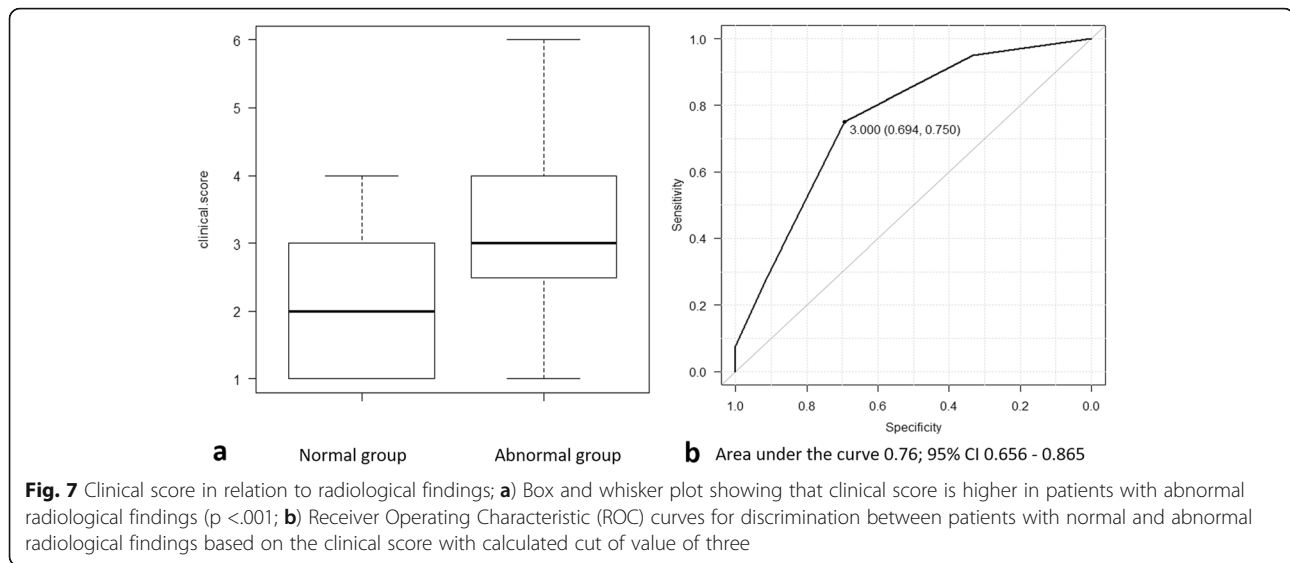 6
5
4
3
2
1
clinical.score
a Normal group Abnormal group
1.0
0.8
0.6
0.4
0.2
0.0
Sensitivity
3.000 (0.694, 0.750)
1.0 0.8 0.6 0.4 0.2 0.0
Specificity
b Area under the curve 0.76; 95% CI 0.656 - 0.865
Fig. 7 Clinical score in relation to radiological findings; a) Box and whisker plot showing that clinical score is higher in patients with abnormal
radiological findings (p <.001; b) Receiver Operating Characteristic (ROC) curves for discrimination between patients with normal and abnormal
radiological findings based on the clinical score with calculated cut of value of three